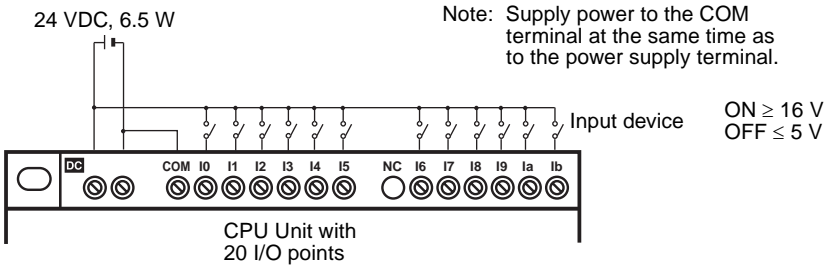 24 VDC, 6.5 W
Note: Supply power to the COM
terminal at the same time as
to the power supply terminal.
Input device
ON ≥ 16 V
OFF ≤ 5 V
DC
COM I0 I1 I2 I3 I4 I5 NC I6 I7 I8 I9 Ia Ib
CPU Unit with
20 I/O points